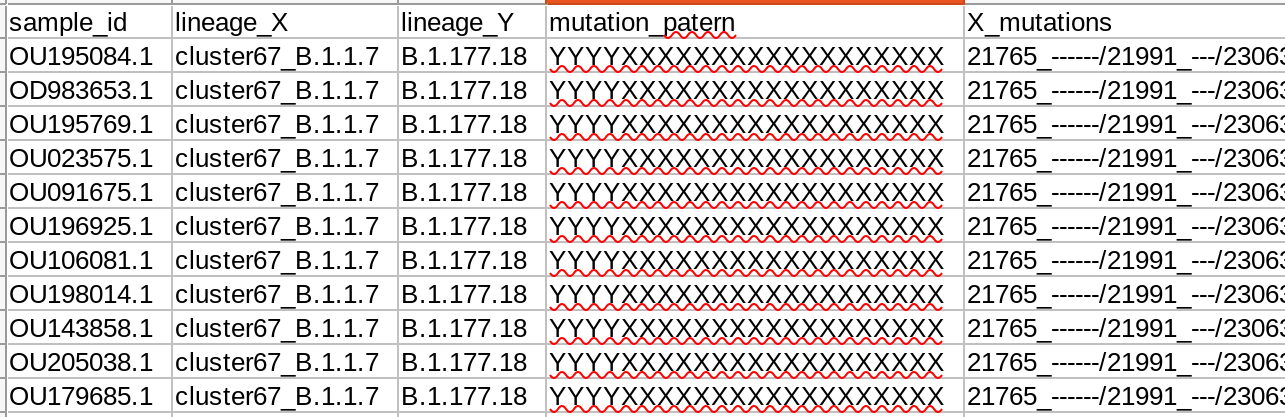 sample_id lineage_X lineage_Y mutation_patern X_mutations
OU195084.1 cluster67_B.1.1.7 B.1.177.18 YYYYXXXXXXXXXXXXXXXXXX 21765_------/21991_---/23063
OD983653.1 cluster67_B.1.1.7 B.1.177.18 YYYYXXXXXXXXXXXXXXXXXX 21765_------/21991_---/23063
OU195769.1 cluster67_B.1.1.7 B.1.177.18 YYYYXXXXXXXXXXXXXXXXXX 21765_------/21991_---/23063
OU023575.1 cluster67_B.1.1.7 B.1.177.18 YYYYXXXXXXXXXXXXXXXXXX 21765_------/21991_---/23063
OU091675.1 cluster67_B.1.1.7 B.1.177.18 YYYYXXXXXXXXXXXXXXXXXX 21765_------/21991_---/23063
OU196925.1 cluster67_B.1.1.7 B.1.177.18 YYYYXXXXXXXXXXXXXXXXXX 21765_------/21991_---/23063
OU106081.1 cluster67_B.1.1.7 B.1.177.18 YYYYXXXXXXXXXXXXXXXXXX 21765_------/21991_---/23063
OU198014.1 cluster67_B.1.1.7 B.1.177.18 YYYYXXXXXXXXXXXXXXXXXX 21765_------/21991_---/23063
OU143858.1 cluster67_B.1.1.7 B.1.177.18 YYYYXXXXXXXXXXXXXXXXXX 21765_------/21991_---/23063
OU205038.1 cluster67_B.1.1.7 B.1.177.18 YYYYXXXXXXXXXXXXXXXXXX 21765_------/21991_---/23063
OU179685.1 cluster67_B.1.1.7 B.1.177.18 YYYYXXXXXXXXXXXXXXXXXX 21765_------/21991_---/23063